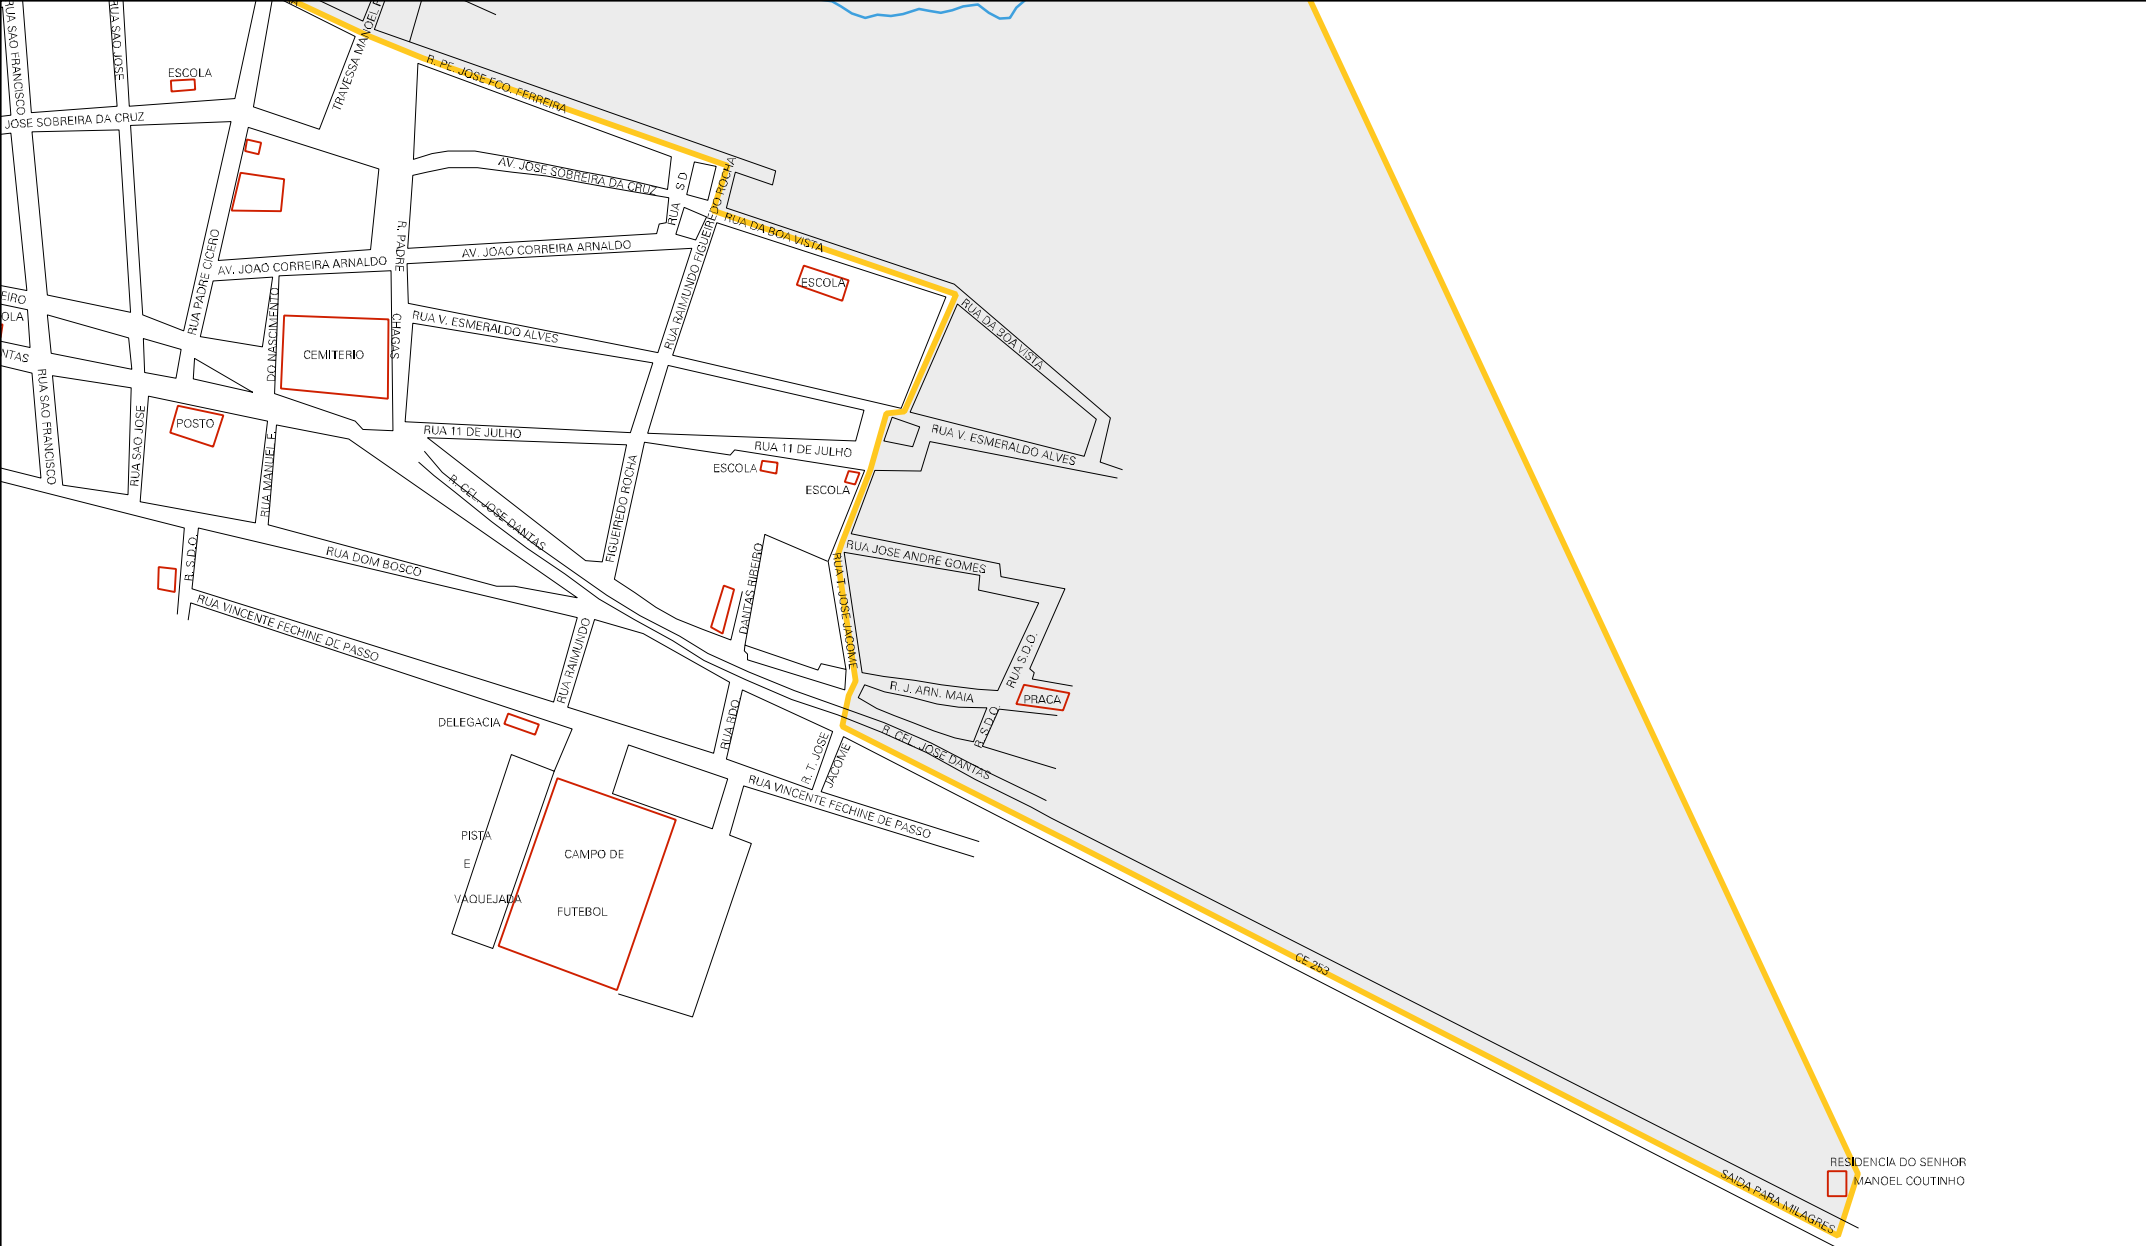 RUA SAO FRANCISCO
RUA SAO JOSE
ESCOLA
TRAVESSA MANOEL
R. PE. JOSE FCO. FERREIRA
JOSE SOBREIRA DA CRUZ
AV. JOSE SOBREIRA DA CRUZ
RUA S D
RUA RAIMUNDO FIGUEIREDO ROCHA
RUA DA BOA VISTA
RUA PADRE CICERO
AV. JOAO CORREIRA ARNALDO
R. PADRE
CHAGAS
AV. JOAO CORREIRA ARNALDO
ESCOLA
EIRO
OLA
NTAS
DO NASCIMENTO
CEMITERIO
RUA V. ESMERALDO ALVES
RUA DA BOA VISTA
RUA SAO FRANCISCO
RUA SAO JOSE
POSTO
RUA MANUEL E.
RUA 11 DE JULHO
RUA 11 DE JULHO
RUA V. ESMERALDO ALVES
ESCOLA
ESCOLA
R. CEL. JOSE DANTAS
FIGUEIREDO ROCHA
R. S.D.O.
RUA DOM BOSCO
DANTAS RIBEIRO
RUA JOSE ANDRE GOMES
RUA T. JOSE JACOME
RUA VINCENTE FECHINE DE PASSO
RUA RAIMUNDO
RUA S.D.O.
R. J. ARN. MAIA
PRACA
R. S.D.O.
DELEGACIA
RUA RDO
R. T. JOSE
JACOME
R. CEL. JOSE DANTAS
RUA VINCENTE FECHINE DE PASSO
PISTA
E
VAQUEJADA
CAMPO DE
FUTEBOL
CE 253
RESIDENCIA DO SENHOR
MANOEL COUTINHO
SAIDA PARA MILAGRES